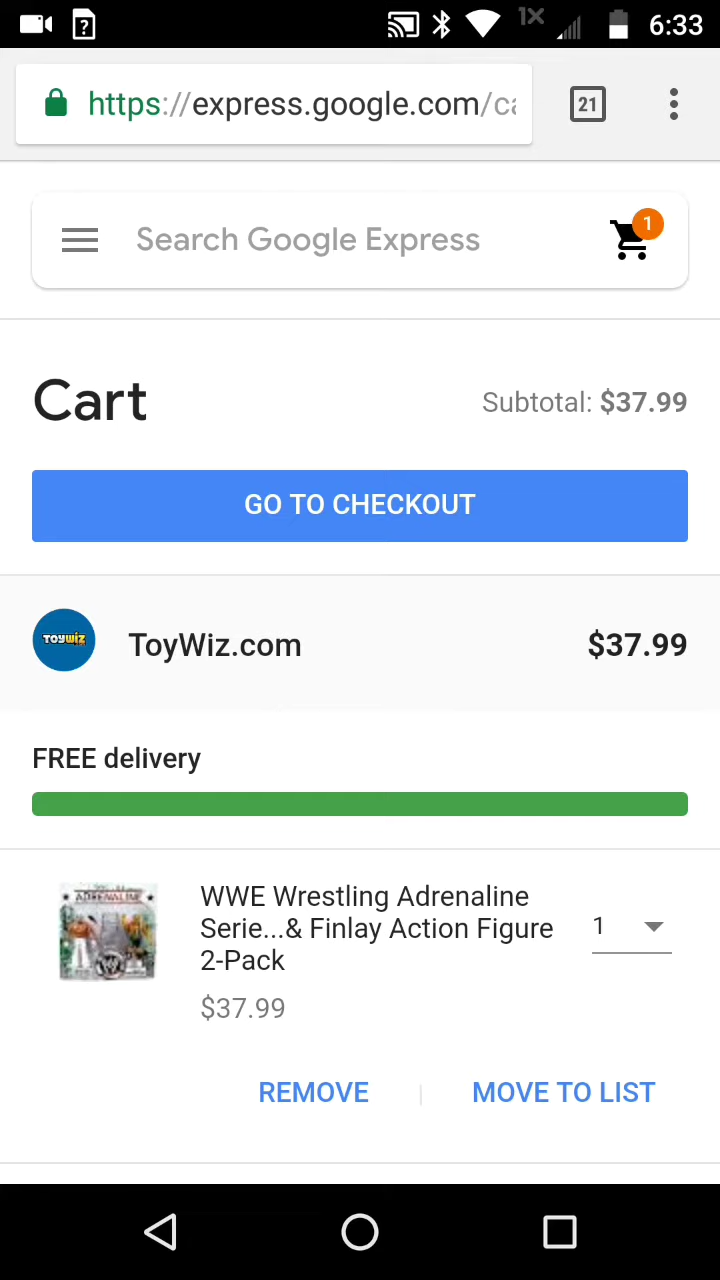 1X
6:33
https://express.google.com/ca
21
Search Google Express
1
Cart
Subtotal: $37.99
GO TO CHECKOUT
TOYWIZ
ToyWiz.com
$37.99
FREE delivery
ADRENALINE
WWE Wrestling Adrenaline
Serie...& Finlay Action Figure
2-Pack
1
$37.99
REMOVE
MOVE TO LIST